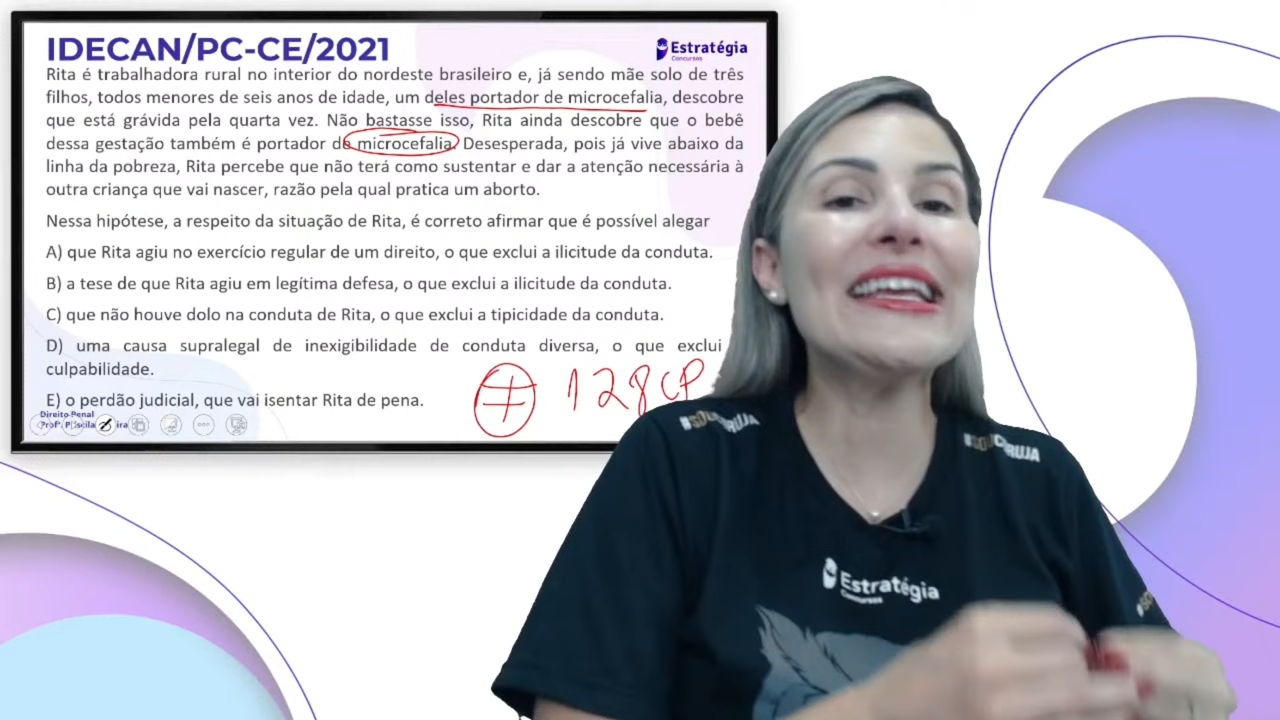 IDECAN/PC-CE/2021
Estratégia
Concursos
Rita é trabalhadora rural no interior do nordeste brasileiro e, já sendo mãe solo de três
filhos, todos menores de seis anos de idade, um deles portador de microcefalia, descobre
que está grávida pela quarta vez. Não bastasse isso, Rita ainda descobre que o bebê
dessa gestação também é portador de microcefalia. Desesperada, pois já vive abaixo da
linha da pobreza, Rita percebe que não terá como sustentar e dar a atenção necessária à
outra criança que vai nascer, razão pela qual pratica um aborto.
Nessa hipótese, a respeito da situação de Rita, é correto afirmar que é possível alegar
A) que Rita agiu no exercício regular de um direito, o que exclui a ilicitude da conduta.
B) a tese de que Rita agiu em legítima defesa, o que exclui a ilicitude da conduta.
C) que não houve dolo na conduta de Rita, o que exclui a tipicidade da conduta.
D) uma causa supralegal de inexigibilidade de conduta diversa, o que exclui
culpabilidade.
E) o perdão judicial, que vai isentar Rita de pena.
+ 128 CP
Direito Penal
Profª. Priscila
Estratégia
Concursos